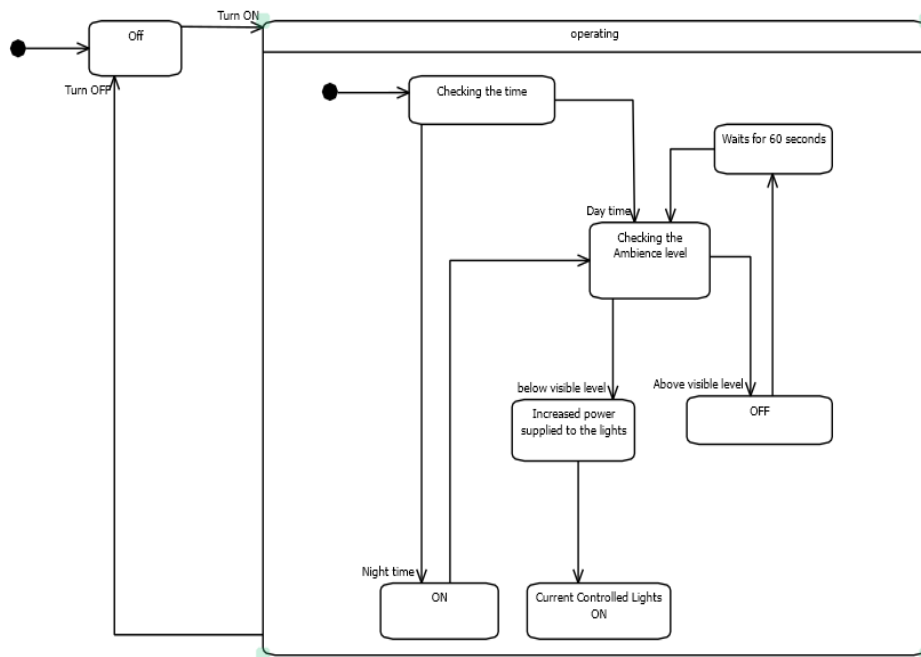 Turn ON
Off
operating
Turn OFF
Checking the time
Waits for 60 seconds
Day time
Checking the
Ambience level
below visible level
Above visible level
Increased power
supplied to the lights
OFF
Night time
ON
Current Controlled Lights
ON